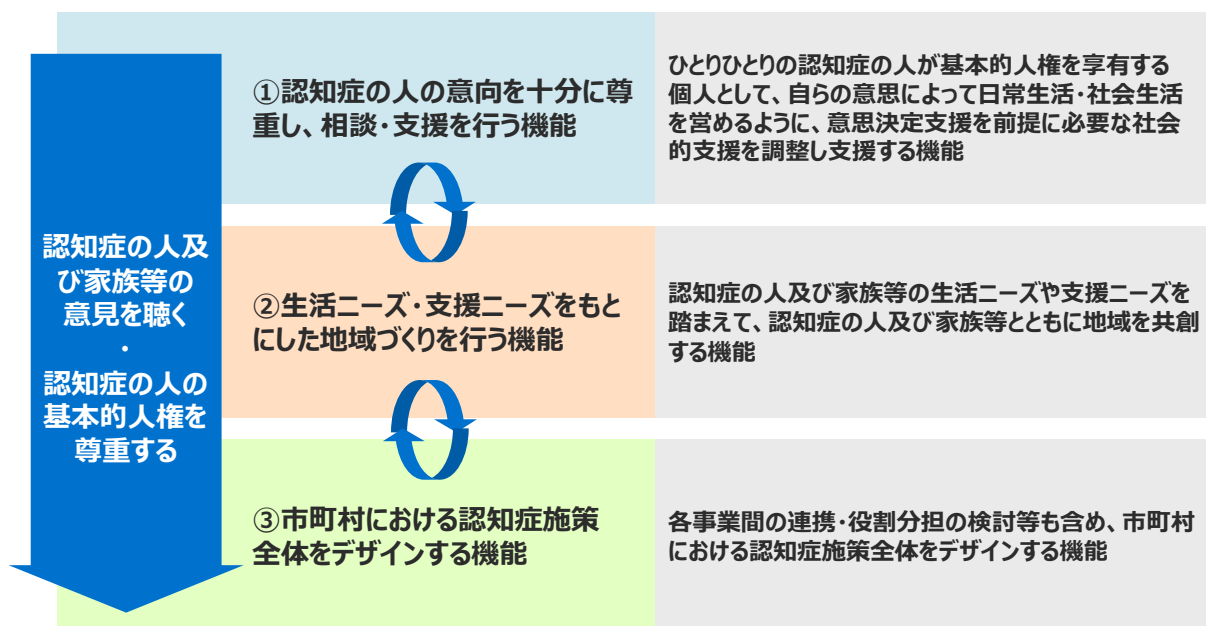 認知症の人及
び家族等の
意見を聴く
・
認知症の人の
基本的人権を
尊重する
①認知症の人の意向を十分に尊
重し、相談・支援を行う機能
ひとりひとりの認知症の人が基本的人権を享有する
個人として、自らの意思によって日常生活・社会生活
を営めるように、意思決定支援を前提に必要な社会
的支援を調整し支援する機能
②生活ニーズ・支援ニーズをもと
にした地域づくりを行う機能
認知症の人及び家族等の生活ニーズや支援ニーズを
踏まえて、認知症の人及び家族等とともに地域を共創
する機能
③市町村における認知症施策
全体をデザインする機能
各事業間の連携・役割分担の検討等も含め、市町村
における認知症施策全体をデザインする機能